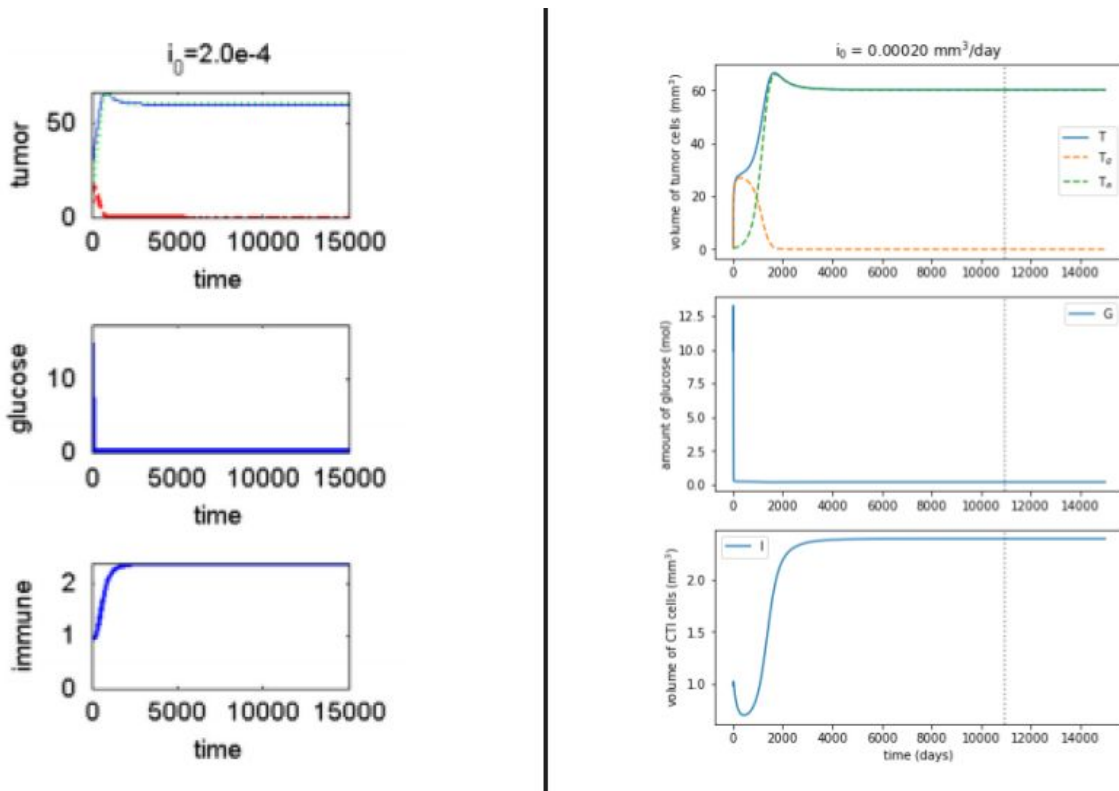 i₀=2.0e-4
50
0
tumor
0 5000 10000 15000
time
10
0
glucose
0 5000 10000 15000
time
2
1
0
immune
0 5000 10000 15000
time
i₀ = 0.00020 mm³/day
60
40
20
0
volume of tumor cells (mm³)
T
T_g
T_a
0 2000 4000 6000 8000 10000 12000 14000
12.5
10.0
7.5
5.0
2.5
0.0
amount of glucose (mol)
G
0 2000 4000 6000 8000 10000 12000 14000
2.0
1.5
1.0
volume of CTI cells (mm³)
I
0 2000 4000 6000 8000 10000 12000 14000
time (days)